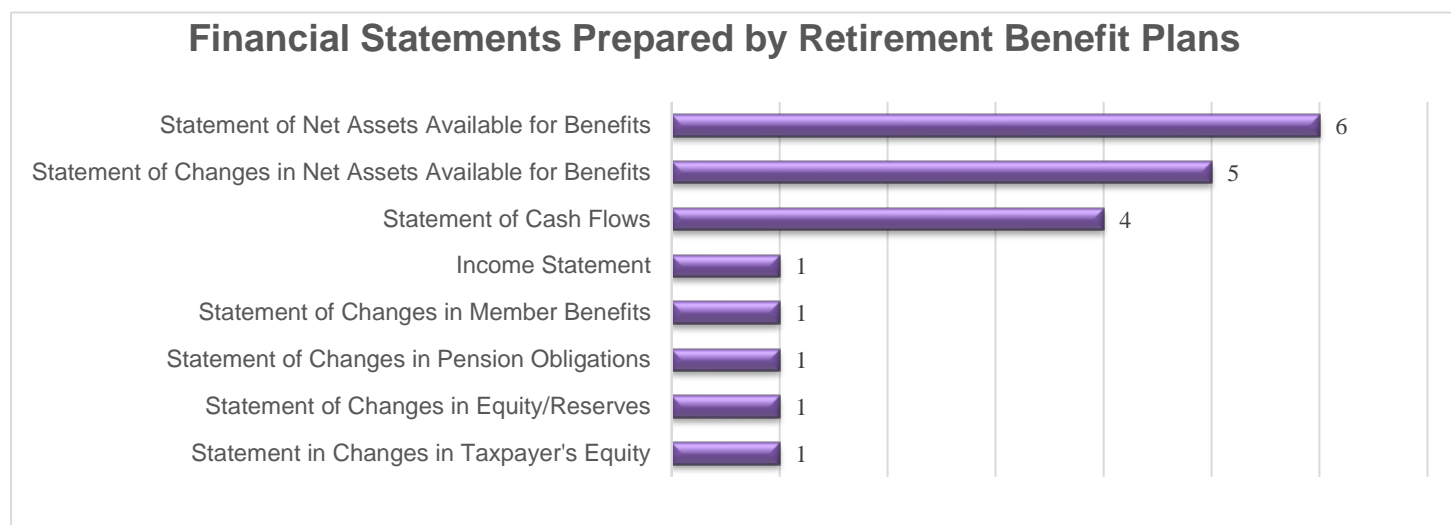 Financial Statements Prepared by Retirement Benefit Plans
Statement of Net Assets Available for Benefits 6
Statement of Changes in Net Assets Available for Benefits 5
Statement of Cash Flows 4
Income Statement 1
Statement of Changes in Member Benefits 1
Statement of Changes in Pension Obligations 1
Statement of Changes in Equity/Reserves 1
Statement in Changes in Taxpayer's Equity 1